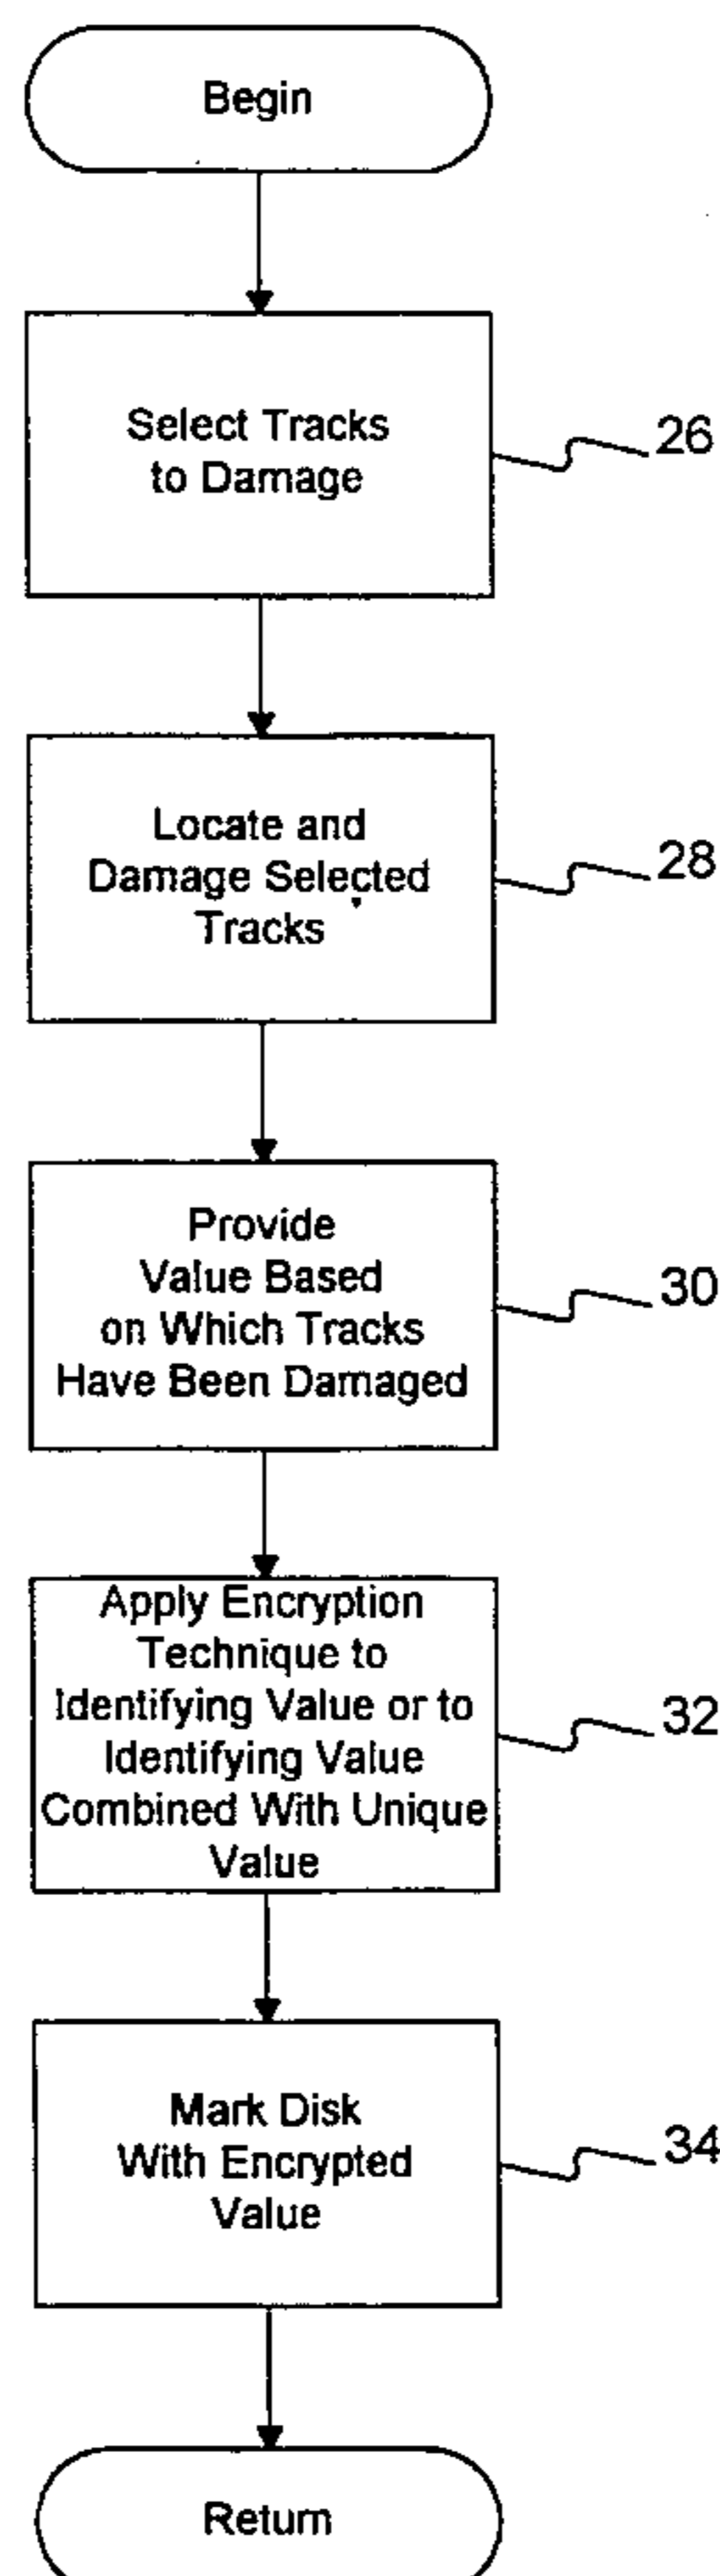 Begin
Select Tracks
to Damage
26
Locate and
Damage Selected
Tracks
28
Provide
Value Based
on Which Tracks
Have Been Damaged
30
Apply Encryption
Technique to
Identifying Value or to
Identifying Value
Combined With Unique
Value
32
Mark Disk
With Encrypted
Value
34
Return